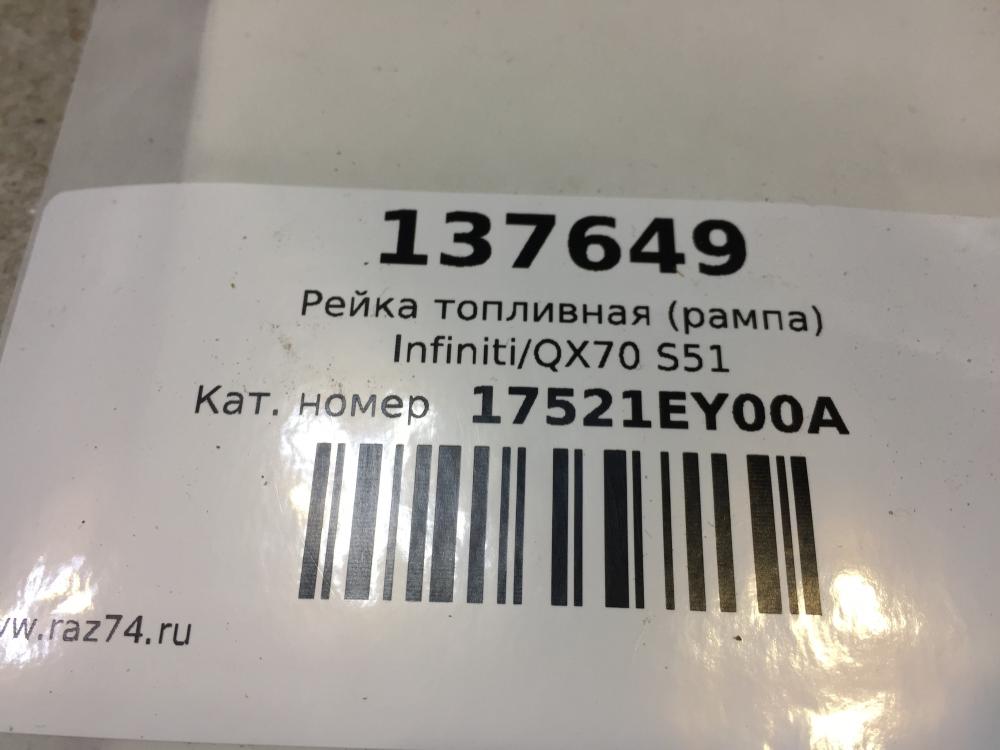 137649
Рейка топливная (рампа)
Infiniti/QX70 S51
Кат. номер 17521EY00A
w.raz74.ru